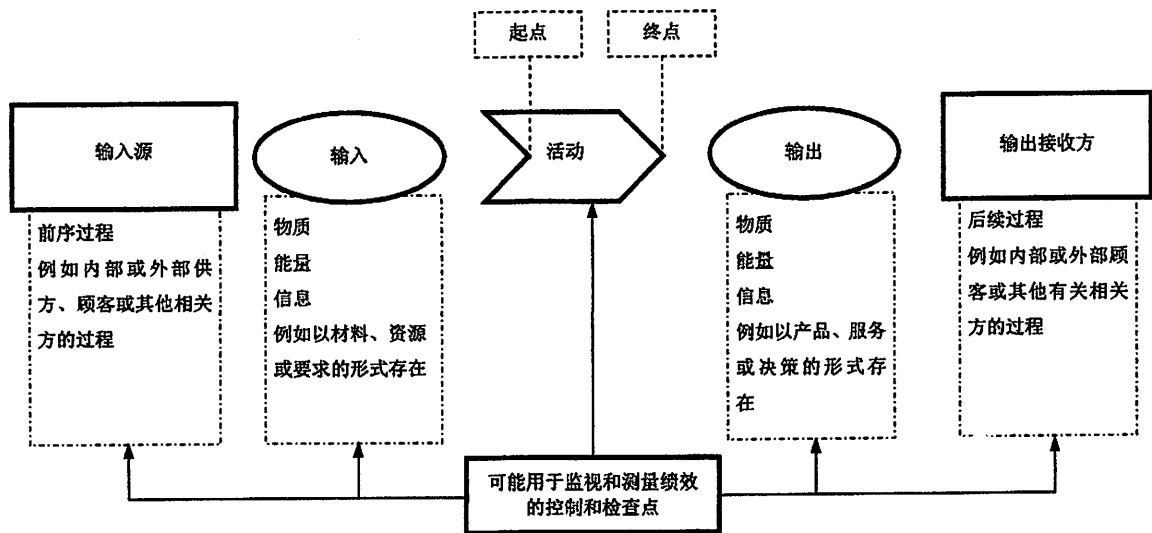 起点
终点
输入源
输入
活动
输出
输出接收方
前序过程
例如内部或外部供
方、顾客或其他相关
方的过程
物质
能量
信息
例如以材料、资源
或要求的形式存在
物质
能量
信息
例如以产品、服务
或决策的形式存
在
后续过程
例如内部或外部顾
客或其他有关相关
方的过程
可能用于监视和测量绩效
的控制和检查点